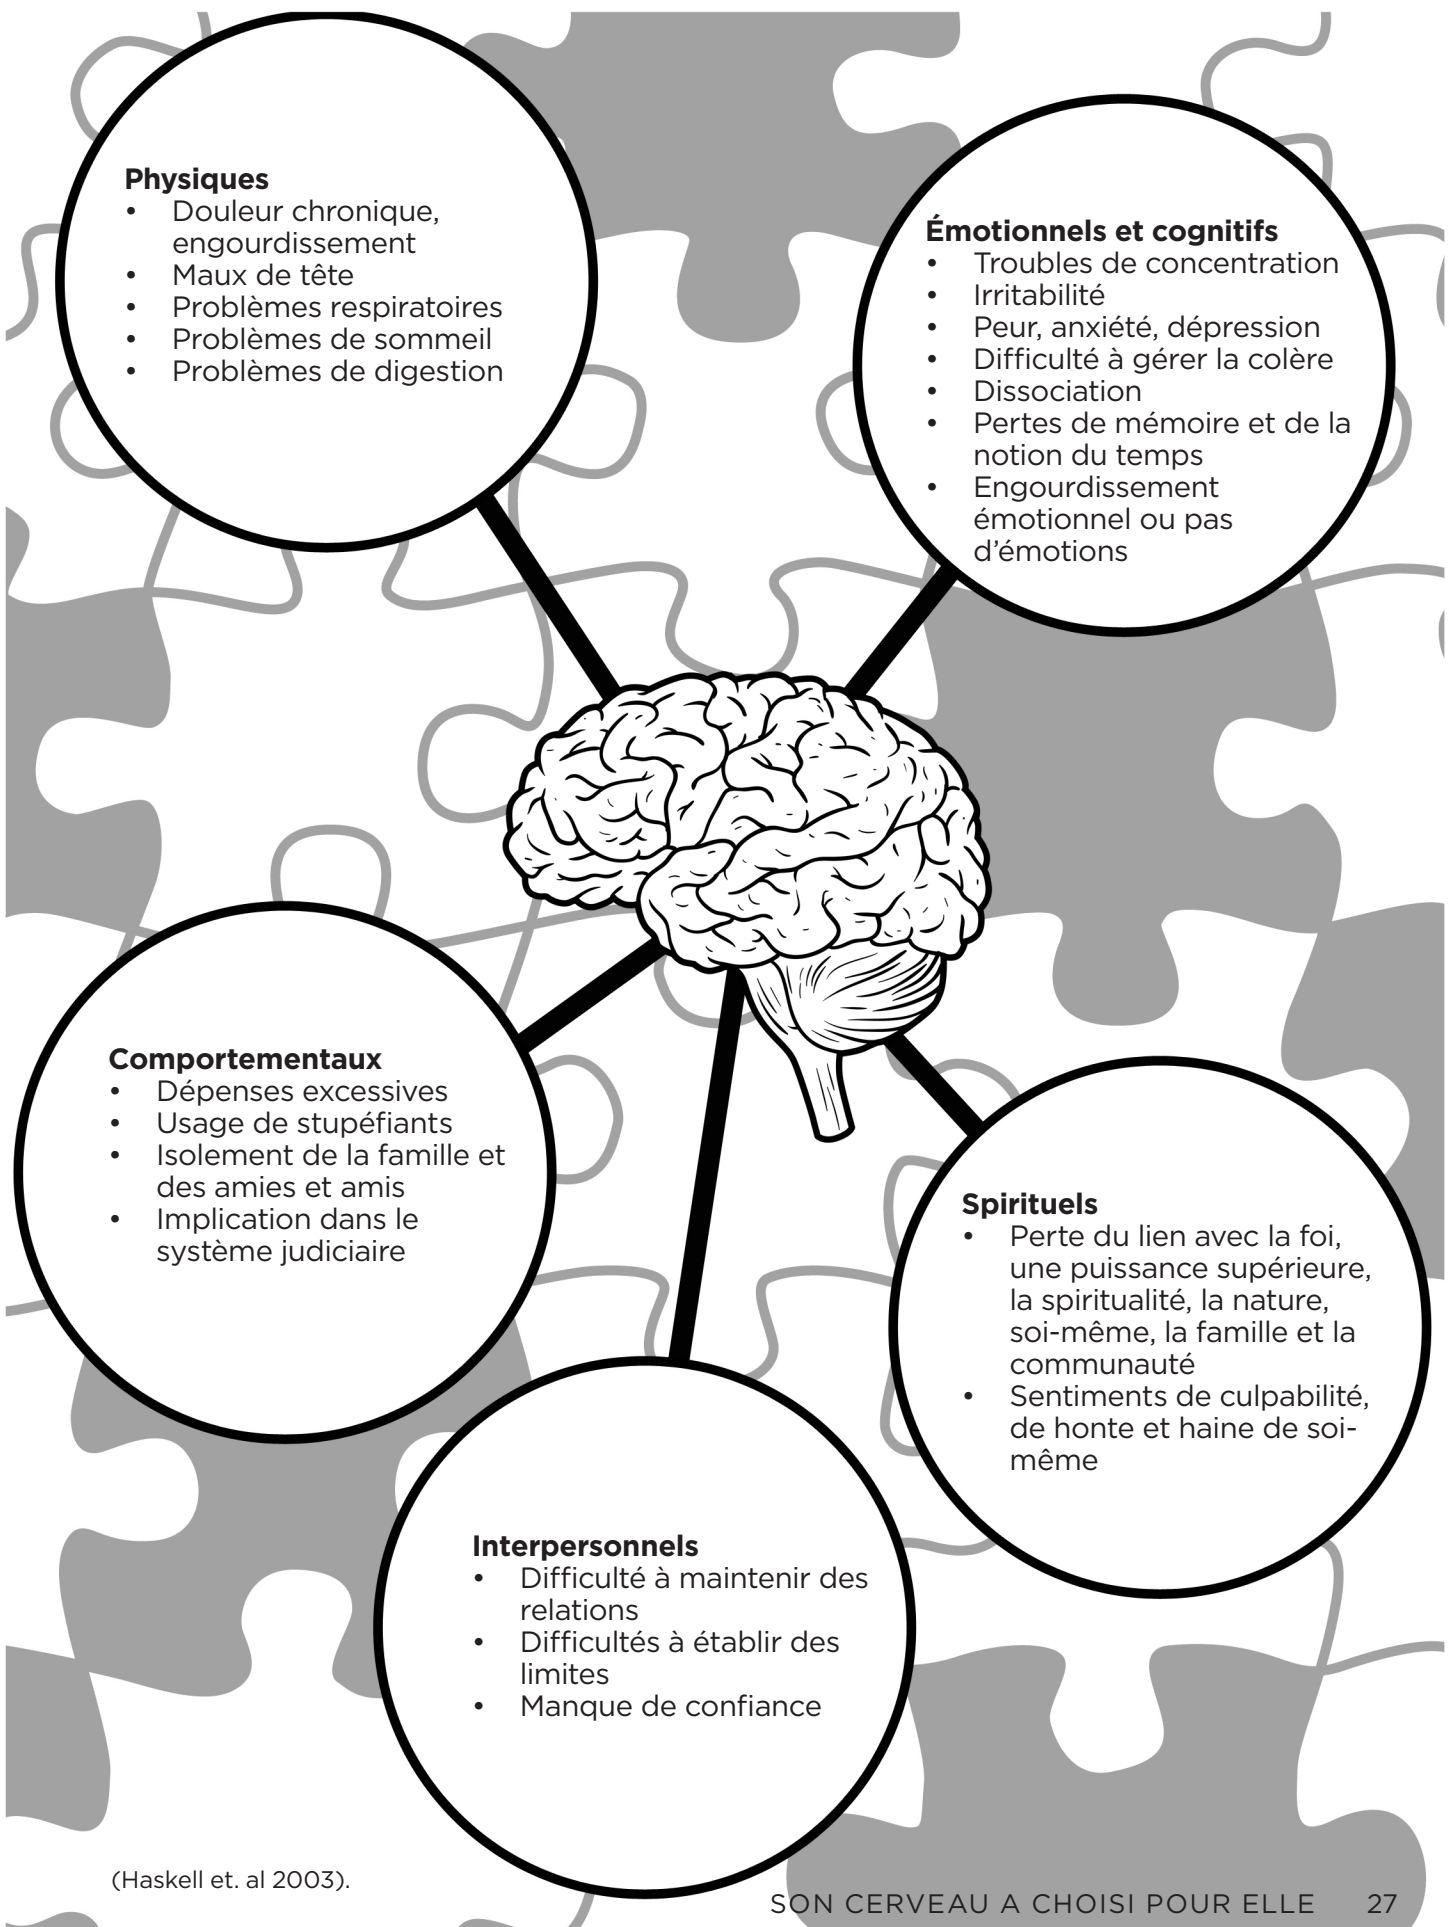 Physiques
• Douleur chronique,
engourdissement
• Maux de tête
• Problèmes respiratoires
• Problèmes de sommeil
• Problèmes de digestion
Émotionnels et cognitifs
• Troubles de concentration
• Irritabilité
• Peur, anxiété, dépression
• Difficulté à gérer la colère
• Dissociation
• Pertes de mémoire et de la
notion du temps
• Engourdissement
émotionnel ou pas
d’émotions
Comportementaux
• Dépenses excessives
• Usage de stupéfiants
• Isolement de la famille et
des amies et amis
• Implication dans le
système judiciaire
Spirituels
• Perte du lien avec la foi,
une puissance supérieure,
la spiritualité, la nature,
soi-même, la famille et la
communauté
• Sentiments de culpabilité,
de honte et haine de soi-
même
Interpersonnels
• Difficulté à maintenir des
relations
• Difficultés à établir des
limites
• Manque de confiance
(Haskell et. al 2003).
SON CERVEAU A CHOISI POUR ELLE 27